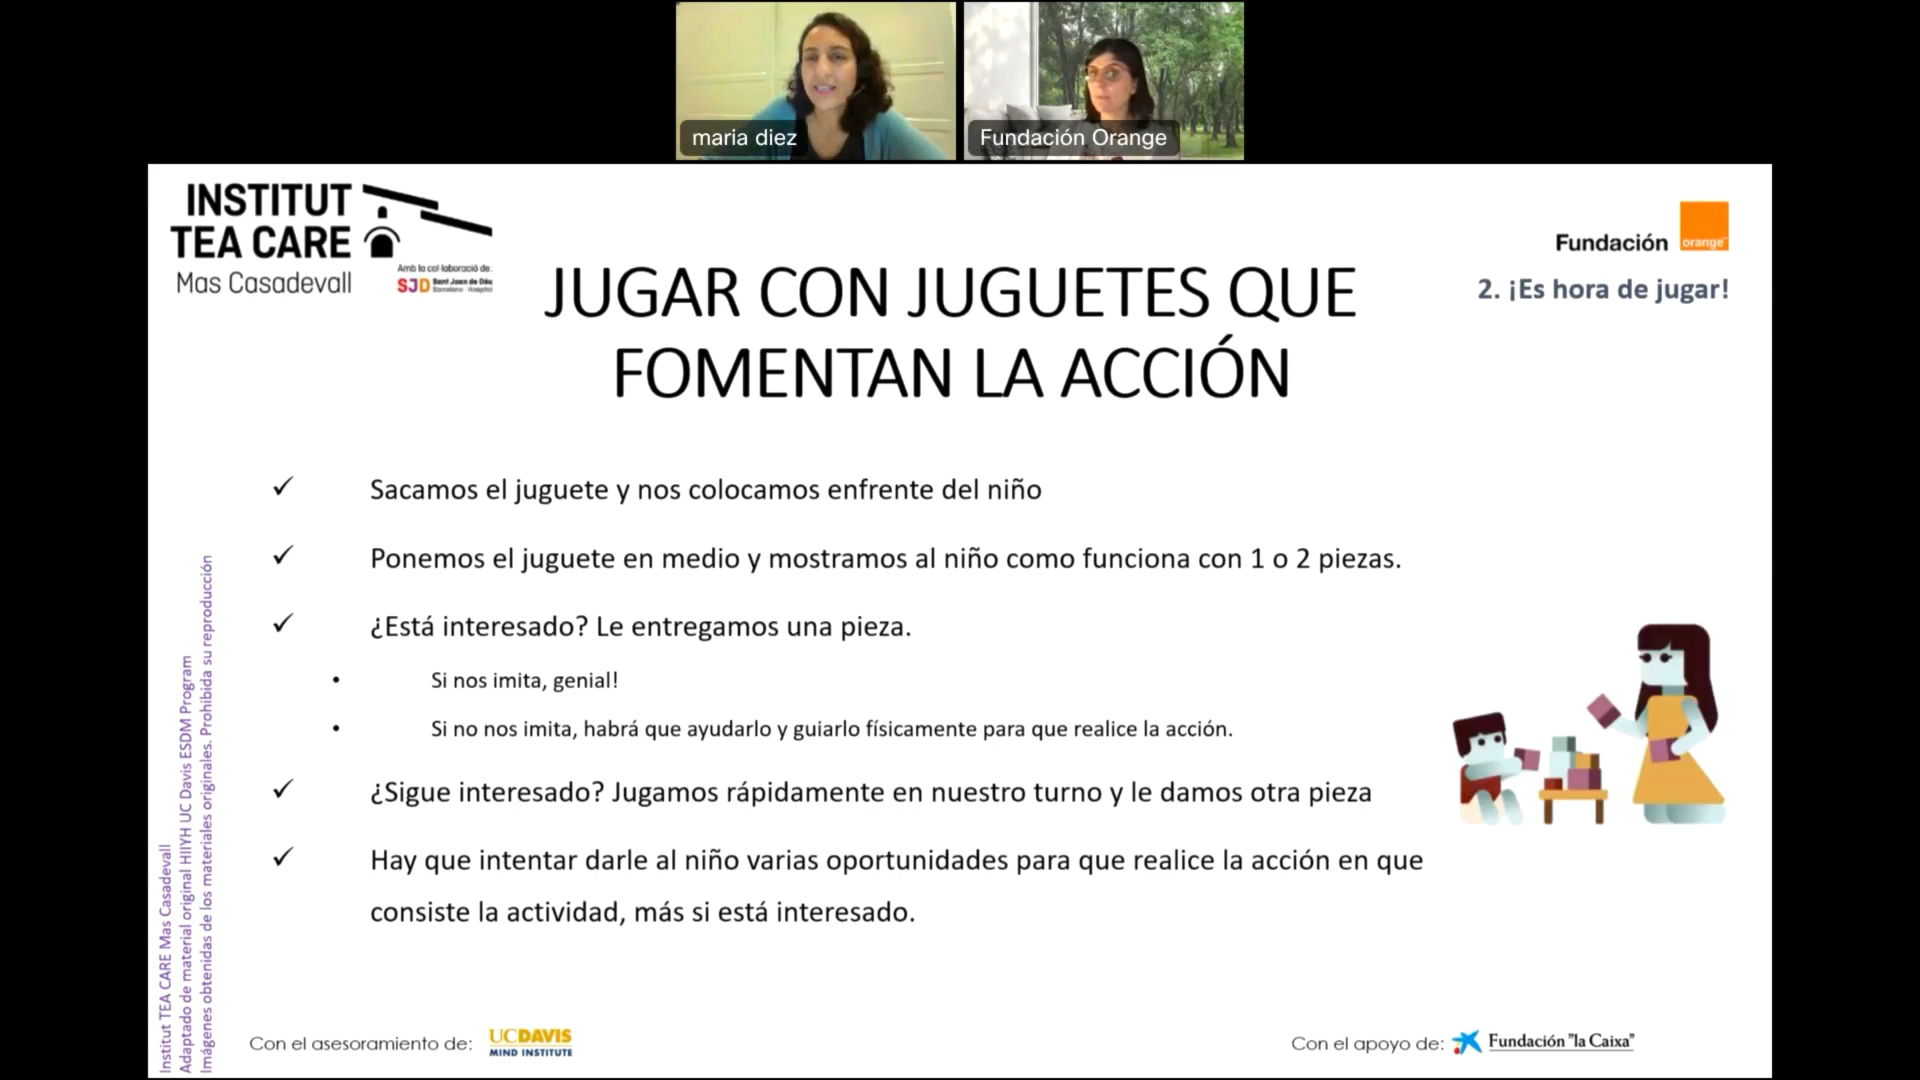 maria diez
Fundación Orange
INSTITUT
TEA CARE
Mas Casadevall
Amb la col·laboració de:
SJD Sant Joan de Déu
Barcelona · Hospital
Fundación
orange™
2. ¡Es hora de jugar!
JUGAR CON JUGUETES QUE
FOMENTAN LA ACCIÓN
✓ Sacamos el juguete y nos colocamos enfrente del niño
✓ Ponemos el juguete en medio y mostramos al niño como funciona con 1 o 2 piezas.
✓ ¿Está interesado? Le entregamos una pieza.
• Si nos imita, genial!
• Si no nos imita, habrá que ayudarlo y guiarlo físicamente para que realice la acción.
✓ ¿Sigue interesado? Jugamos rápidamente en nuestro turno y le damos otra pieza
✓ Hay que intentar darle al niño varias oportunidades para que realice la acción en que
consiste la actividad, más si está interesado.
Institut TEA CARE Mas Casadevall
Adaptado de material original HIIYH UC Davis ESDM Program
Imágenes obtenidas de los materiales originales. Prohibida su reproducción
Con el asesoramiento de:
UCDAVIS
MIND INSTITUTE
Con el apoyo de:
Fundación "la Caixa"